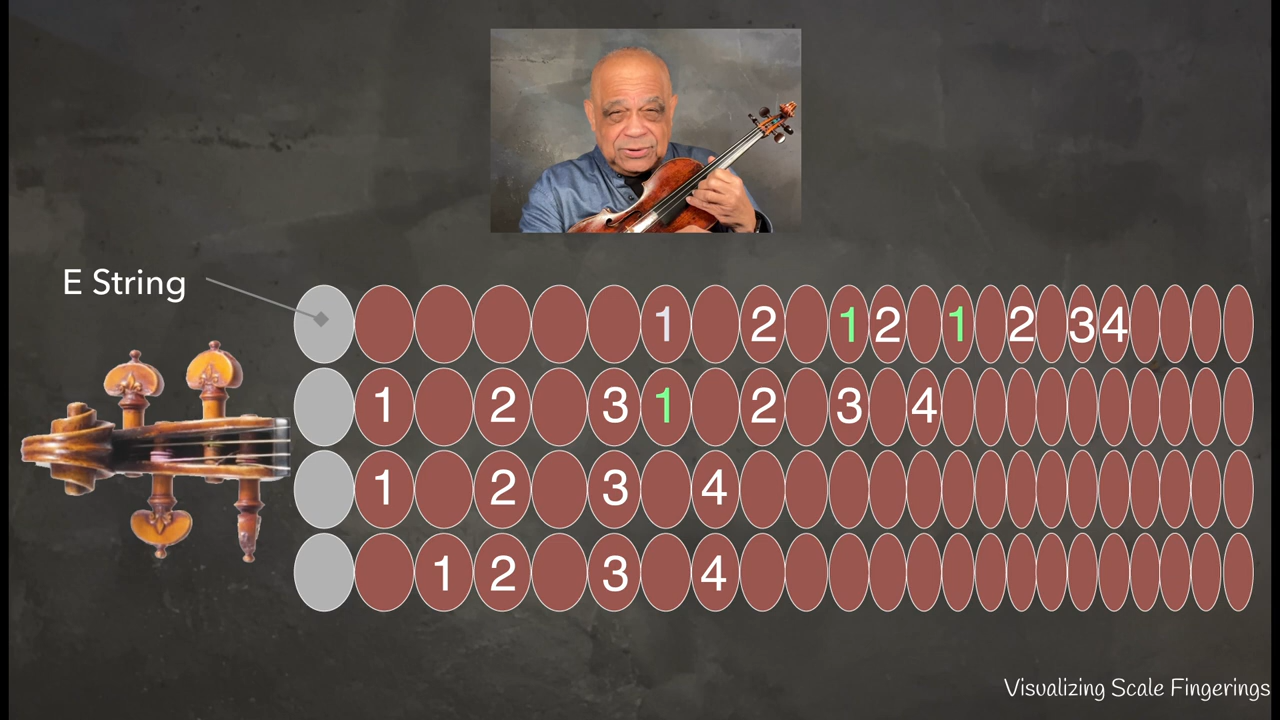 E String
1 2 1 2 1 2 3 4
1 2 3 1 2 3 4
1 2 3 4
1 2 3 4
Visualizing Scale Fingerings